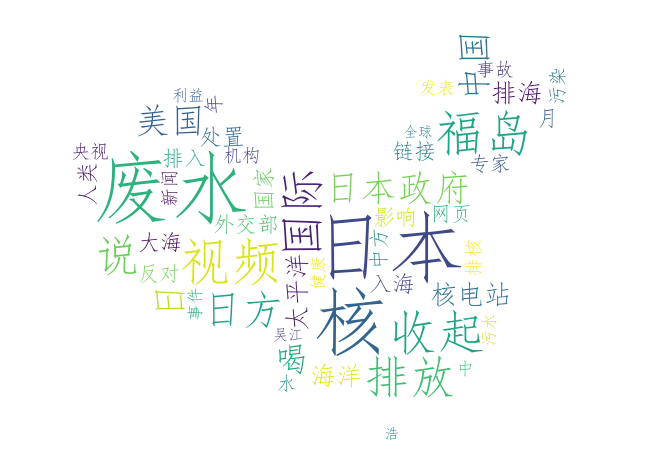 中国
事故
污染
利益
年
发表
排海
美国
福岛
月
处置
全球
央视
排入
机构
链接
专家
人类
废水
新闻
国家
国际
日本政府
影响
网页
外交部
说
大海
视频
日本
中方
反对
太平洋
健康
入海
排核
日
事件
日方
核
核电站
吴江
收起
污水
喝
水
海洋
排放
中
浩